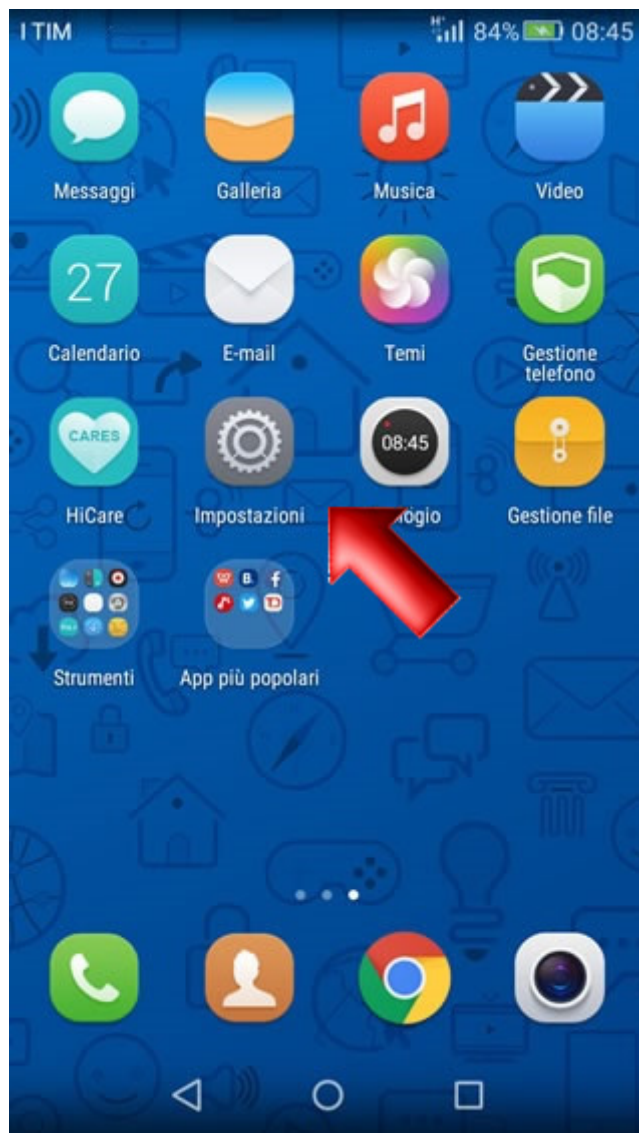 I TIM 84% 08:45
Messaggi Galleria Musica Video
27
Calendario E-mail Temi Gestione
telefono
CARES 08:45
HiCare Impostazioni ogio Gestione file
B. f
Strumenti App più popolari